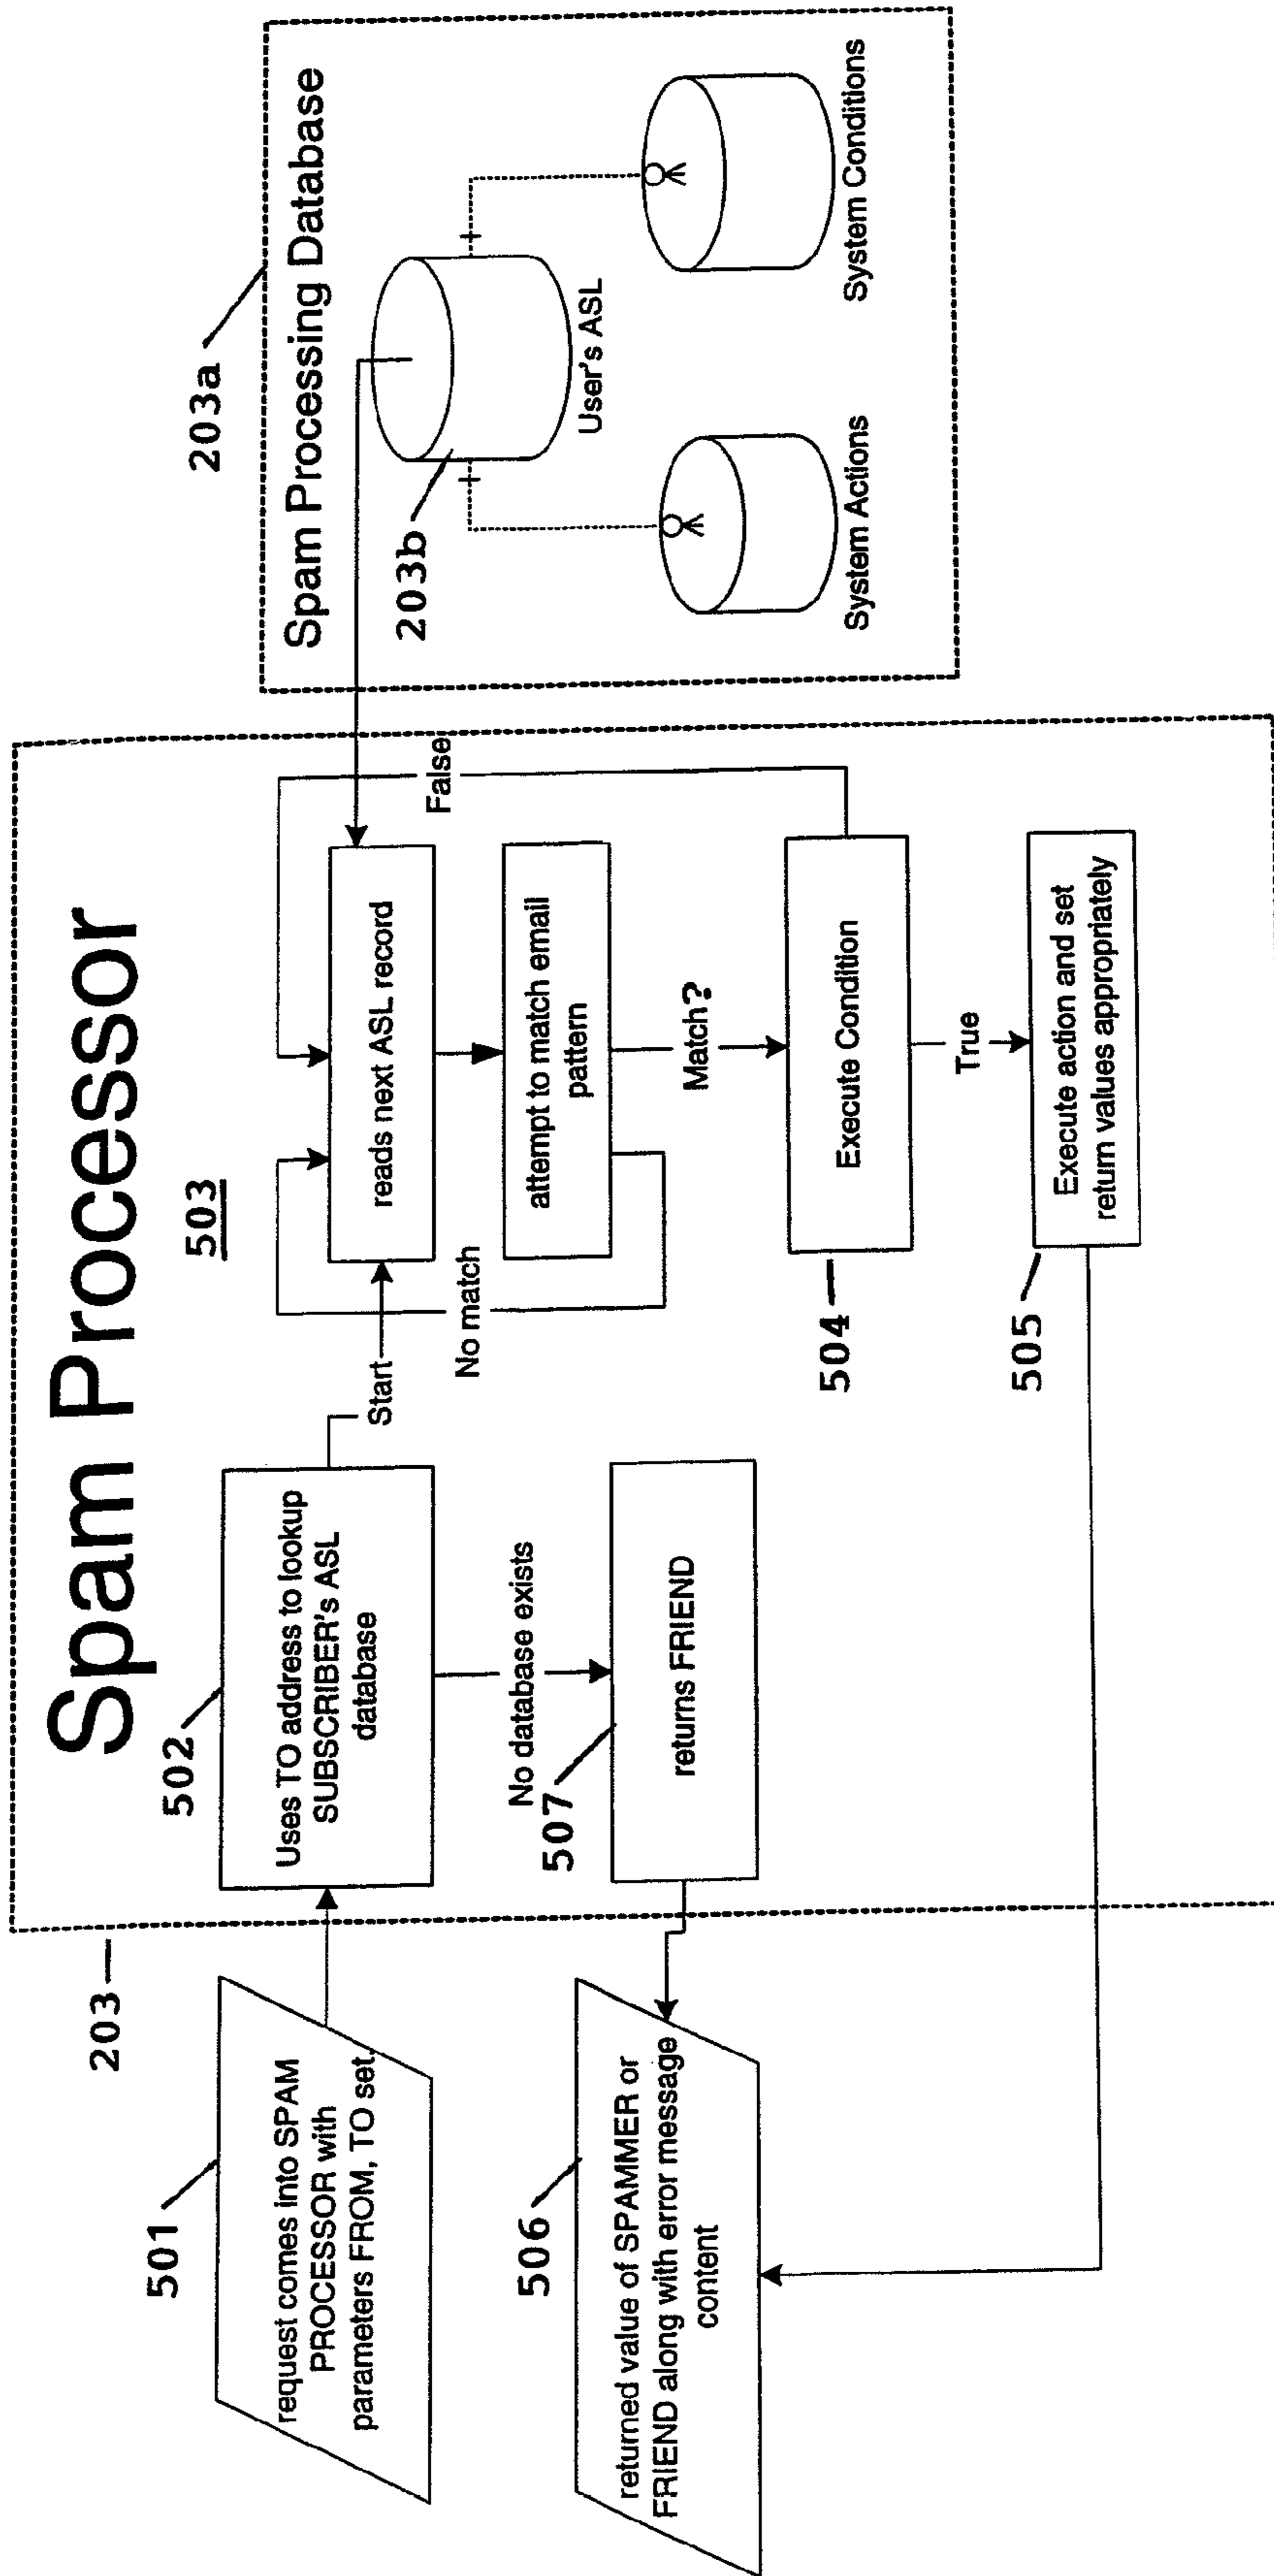 Spam Processor
203
501
request comes into SPAM
PROCESSOR with
parameters FROM, TO set.
502
Uses TO address to lookup
SUBSCRIBER's ASL
database
Start
No database exists
507
returns FRIEND
506
returned value of SPAMMER or
FRIEND along with error message
content
503
reads next ASL record
No match
False
attempt to match email
pattern
Match?
504
Execute Condition
True
505
Execute action and set
return values appropriately
203a
Spam Processing Database
203b
User's ASL
System Actions
System Conditions